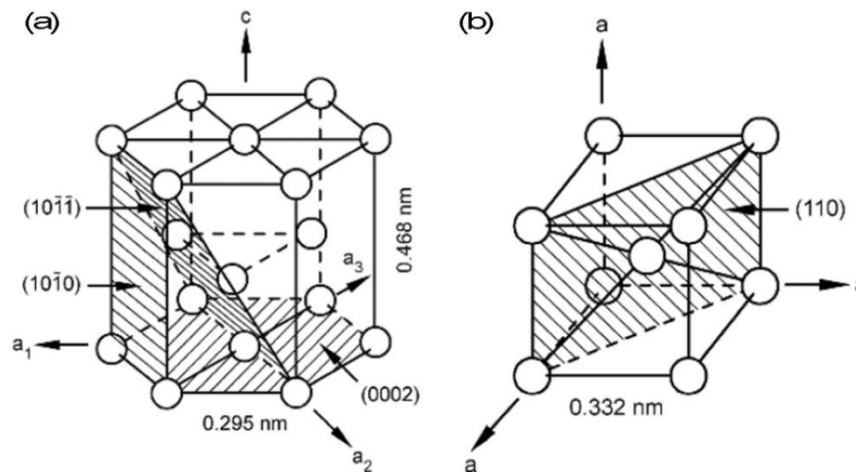 (a)
c
(101̄1̄)
(101̄0)
a₁
a₂
a₃
0.468 nm
0.295 nm
(0002)
(b)
a
(110)
a
0.332 nm
a